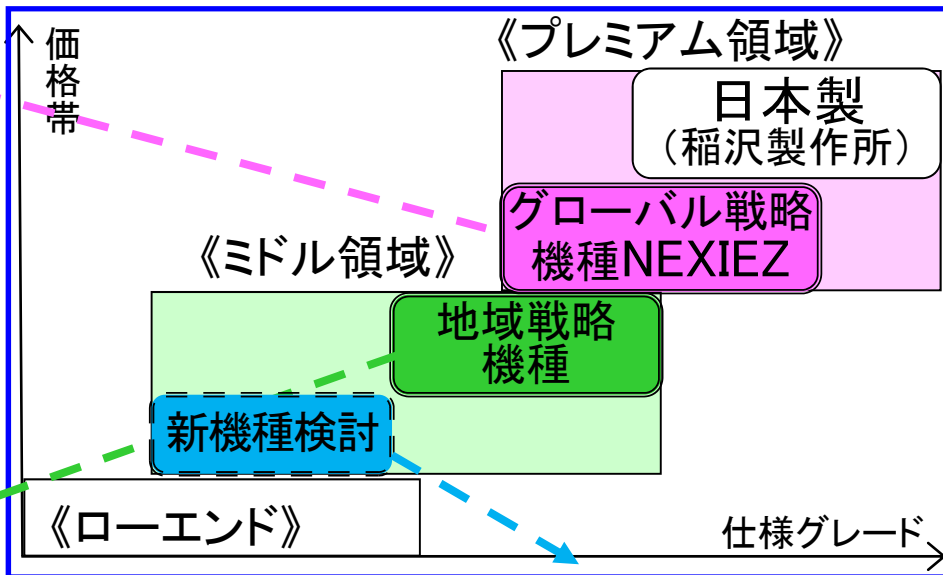 価格帯
《プレミアム領域》
日本製
（稲沢製作所）
グローバル戦略
機種NEXIEZ
《ミドル領域》
地域戦略
機種
新機種検討
《ローエンド》
仕様グレード